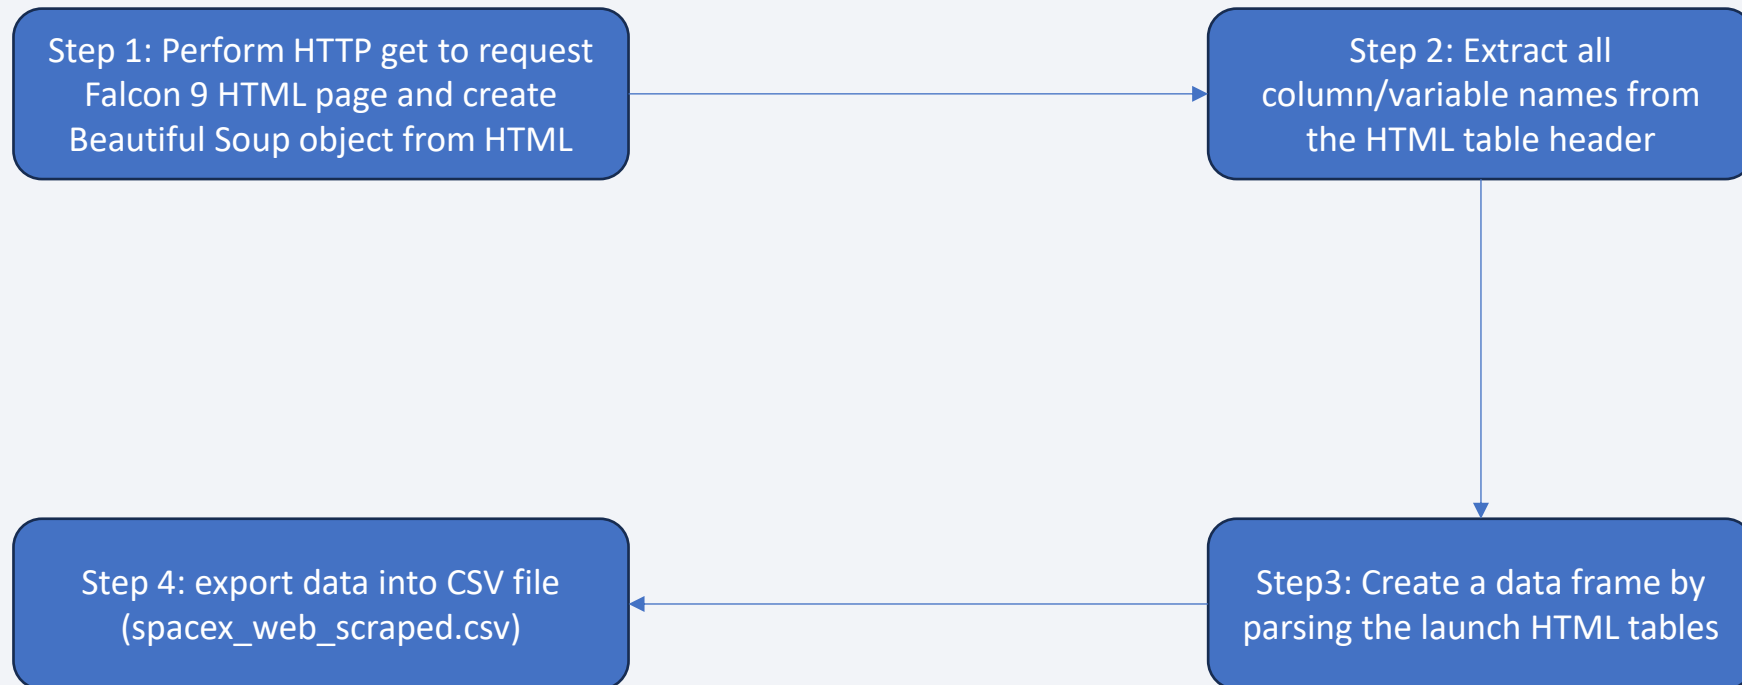 Step 1: Perform HTTP get to request
Falcon 9 HTML page and create
Beautiful Soup object from HTML
Step 2: Extract all
column/variable names from
the HTML table header
Step3: Create a data frame by
parsing the launch HTML tables
Step 4: export data into CSV file
(spacex_web_scraped.csv)